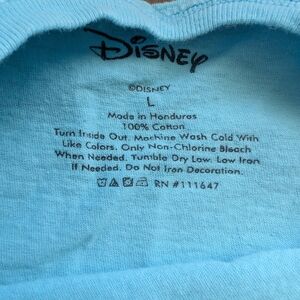 Disney
©DISNEY
L
Made in Honduras
100% Cotton
Turn Inside Out. Machine Wash Cold With
Like Colors. Only Non-Chlorine Bleach
When Needed. Tumble Dry Low. Low Iron
If Needed. Do Not Iron Decoration.
RN #111647